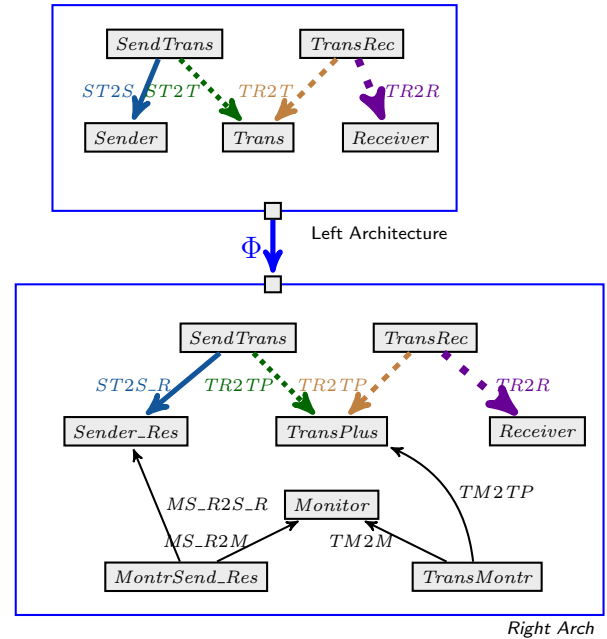 SendTrans TransRec
ST2S ST2T TR2T TR2R
Sender Trans Receiver
Left Architecture
Φ
SendTrans TransRec
ST2S_R TR2TP TR2TP TR2R
Sender_Res TransPlus Receiver
TM2TP
MS_R2S_R Monitor
MS_R2M TM2M
MontrSend_Res TransMontr
Right Arch